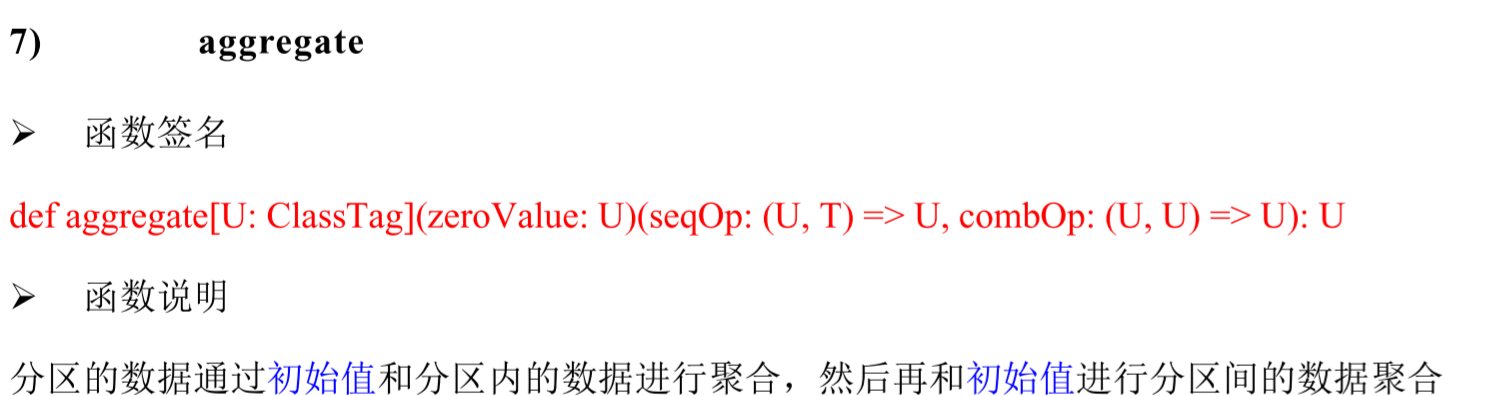 7) aggregate
➢ 函数签名
def aggregate[U: ClassTag](zeroValue: U)(seqOp: (U, T) => U, combOp: (U, U) => U): U
➢ 函数说明
分区的数据通过初始值和分区内的数据进行聚合，然后再和初始值进行分区间的数据聚合